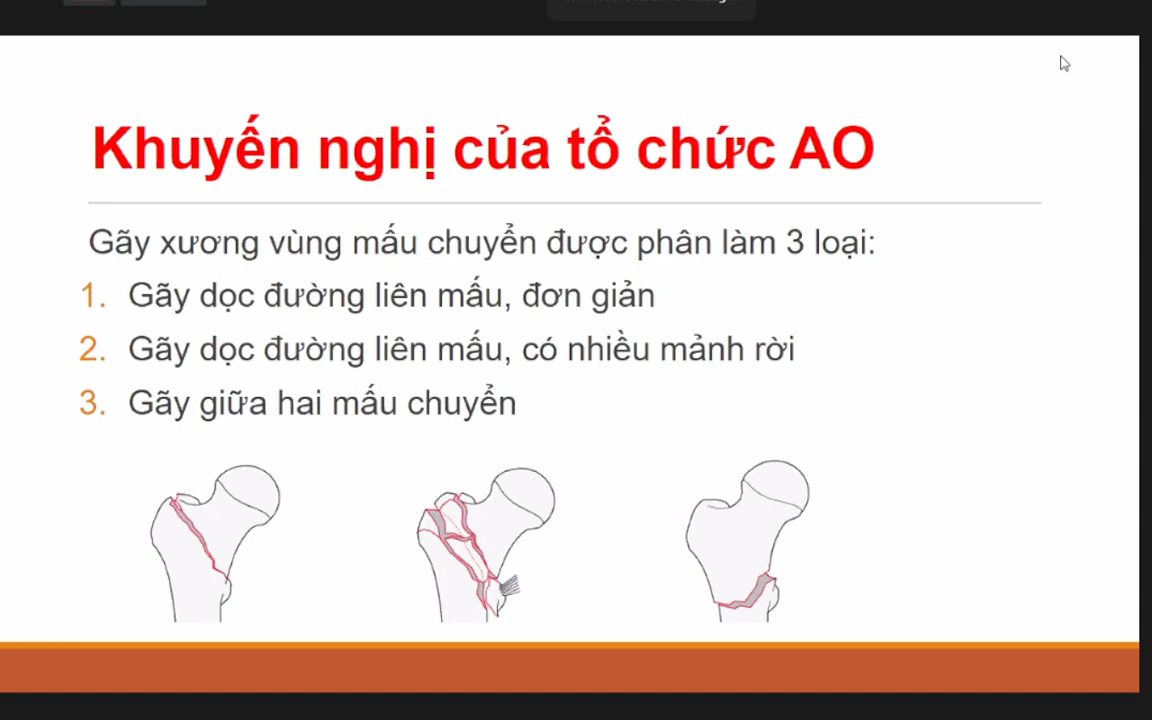 Khuyến nghị của tổ chức AO
Gãy xương vùng mấu chuyển được phân làm 3 loại:
1. Gãy dọc đường liên mấu, đơn giản
2. Gãy dọc đường liên mấu, có nhiều mảnh rời
3. Gãy giữa hai mấu chuyển